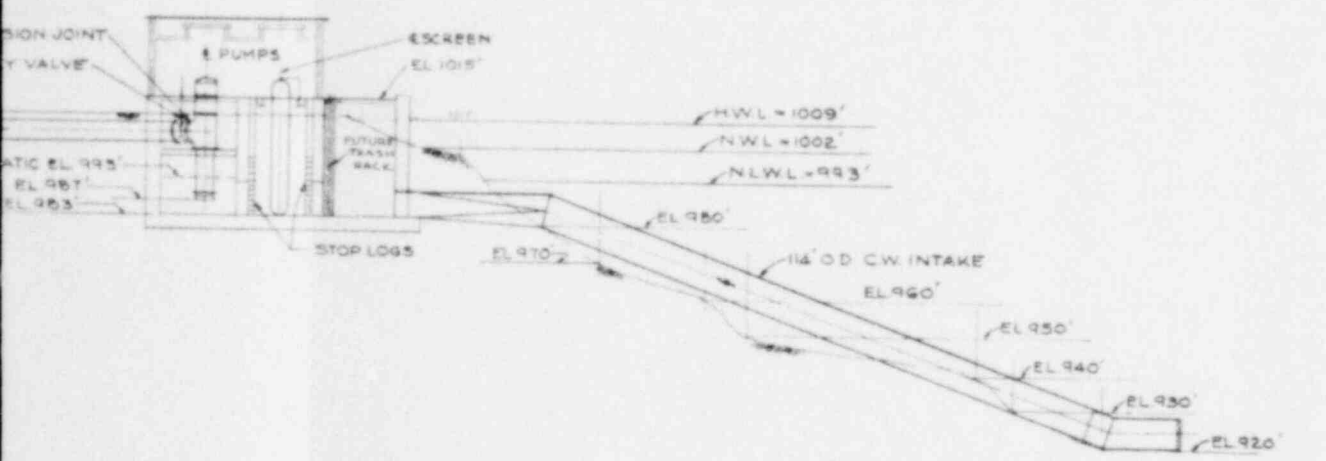 SION JOINT
Y VALVE
℄ PUMPS
℄ SCREEN
EL 1015'
H.W.L = 1009'
N.W.L = 1002'
N.L.W.L = 993'
FUTURE
TRASH
RACK
ATIC EL 993'
EL 987'
EL 983'
STOP LOGS
EL 980'
EL 970'
114" O.D. C.W. INTAKE
EL 960'
EL 950'
EL 940'
EL 930'
EL 920'